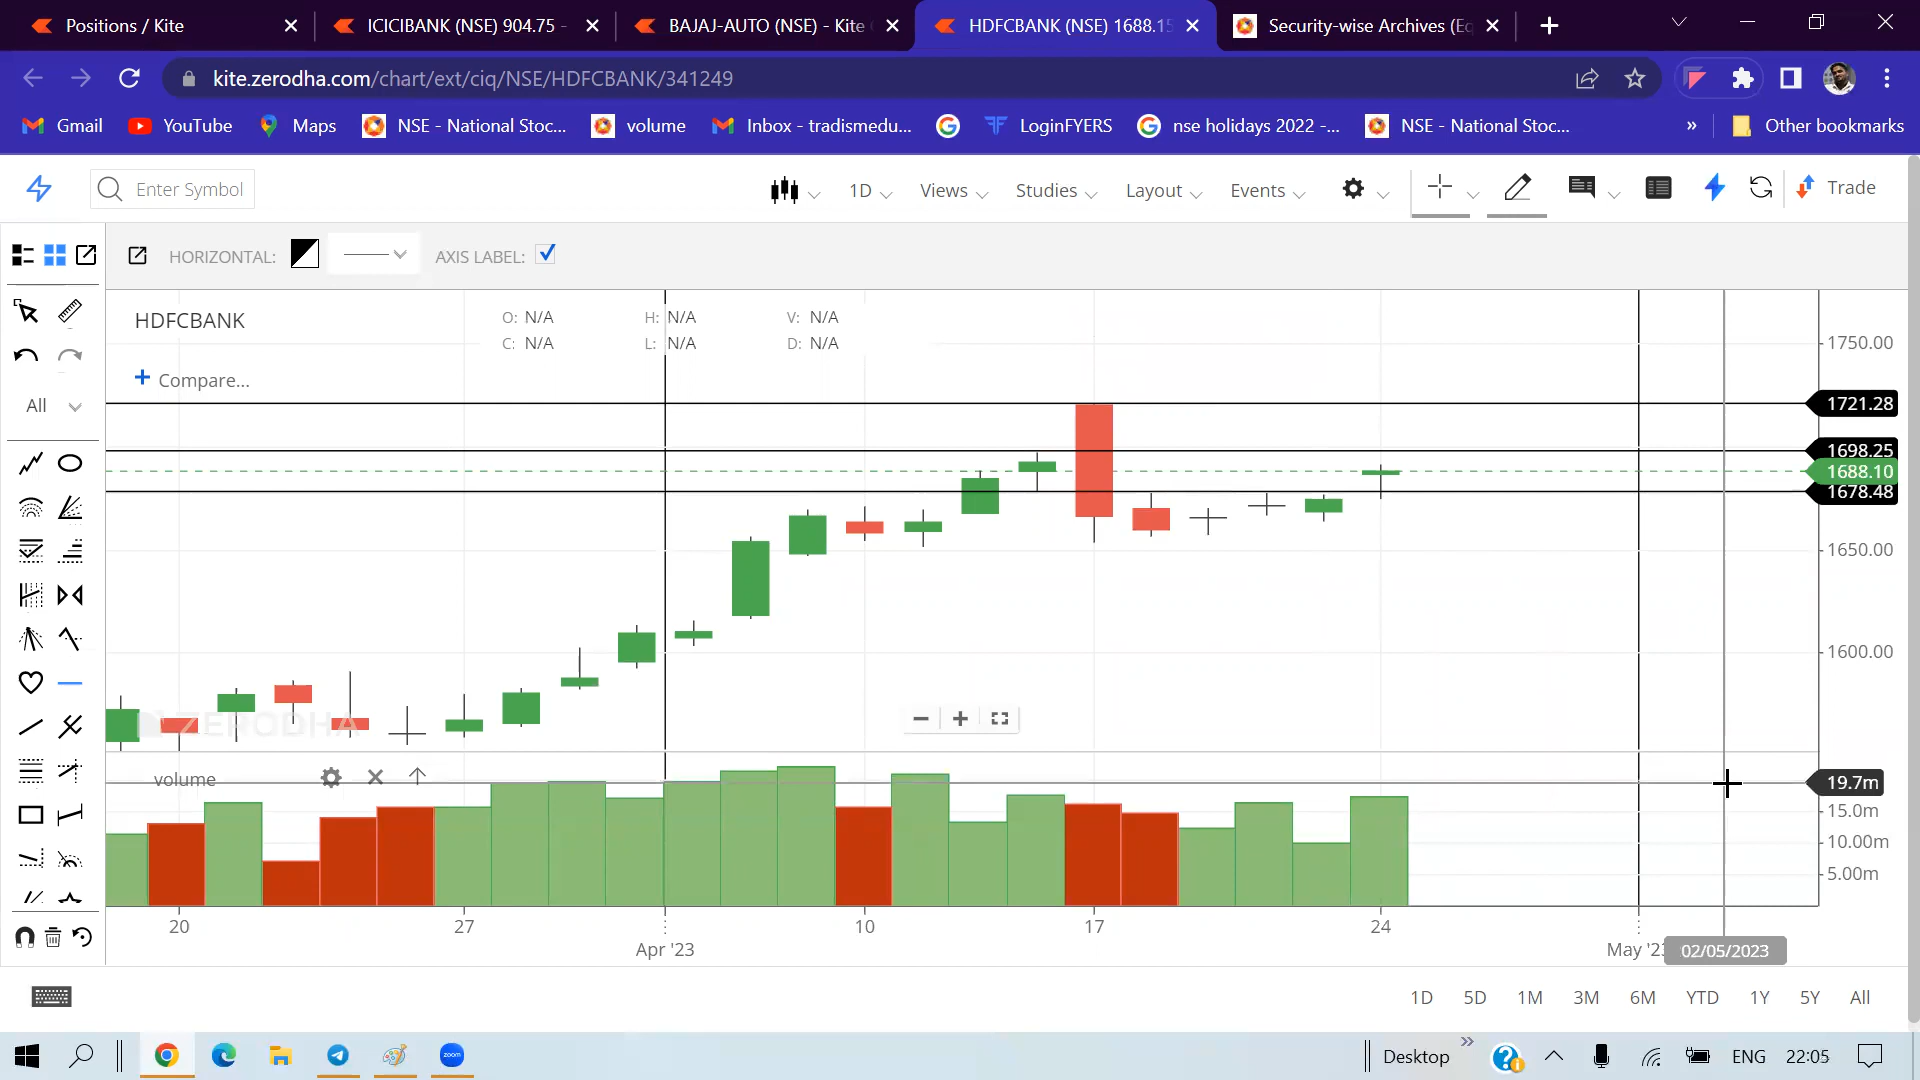 Positions / Kite
ICICIBANK (NSE) 904.75 -
BAJAJ-AUTO (NSE) - Kite
HDFCBANK (NSE) 1688.15
Security-wise Archives (Eq
kite.zerodha.com/chart/ext/ciq/NSE/HDFCBANK/341249
Gmail
YouTube
Maps
NSE - National Stoc...
volume
Inbox - tradismedu...
LoginFYERS
nse holidays 2022 -...
NSE - National Stoc...
»
Other bookmarks
Enter Symbol
1D
Views
Studies
Layout
Events
Trade
HORIZONTAL:
AXIS LABEL:
HDFCBANK
O: N/A H: N/A V: N/A
C: N/A L: N/A D: N/A
+ Compare...
All
1750.00
1721.28
1698.25
1688.10
1678.48
1650.00
1600.00
ZERODHA
volume
19.7m
15.0m
10.00m
5.00m
20 27 10 17 24
Apr '23
May '23
02/05/2023
1D 5D 1M 3M 6M YTD 1Y 5Y All
zoom
Desktop
»
ENG
22:05